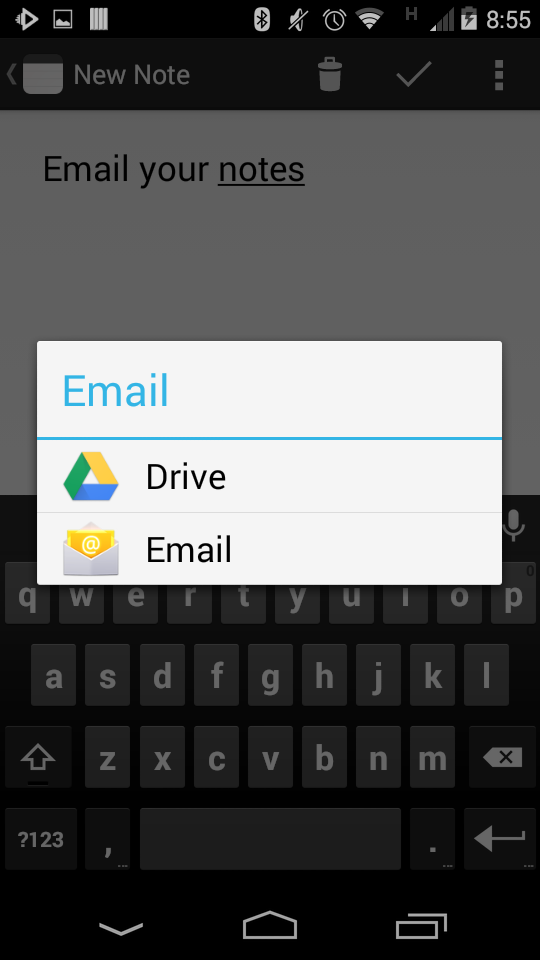 H 8:55
New Note
Email your notes
Email
Drive
@ Email
0
q w e r t y u i o p
a s d f g h j k l
z x c v b n m
?123 , ... . ... ...